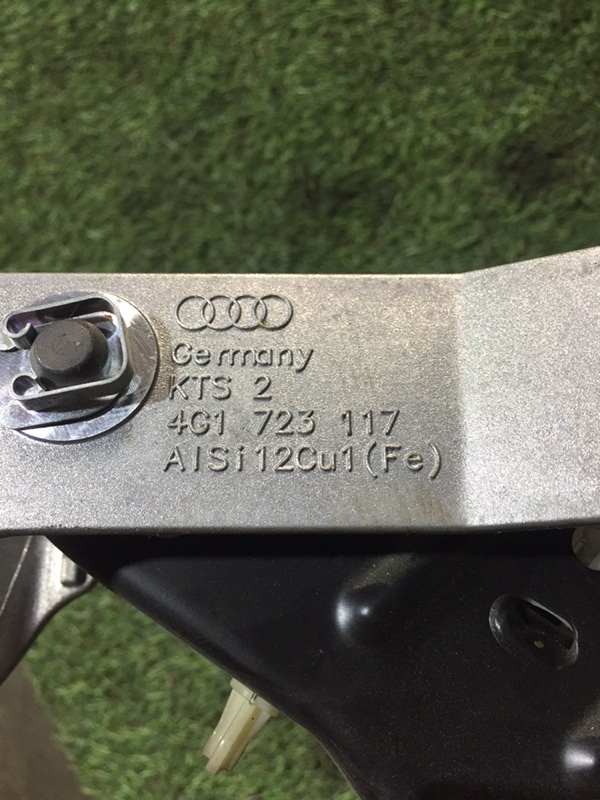 Germany
KTS 2
4G1 723 117
AlSi12Cu1(Fe)